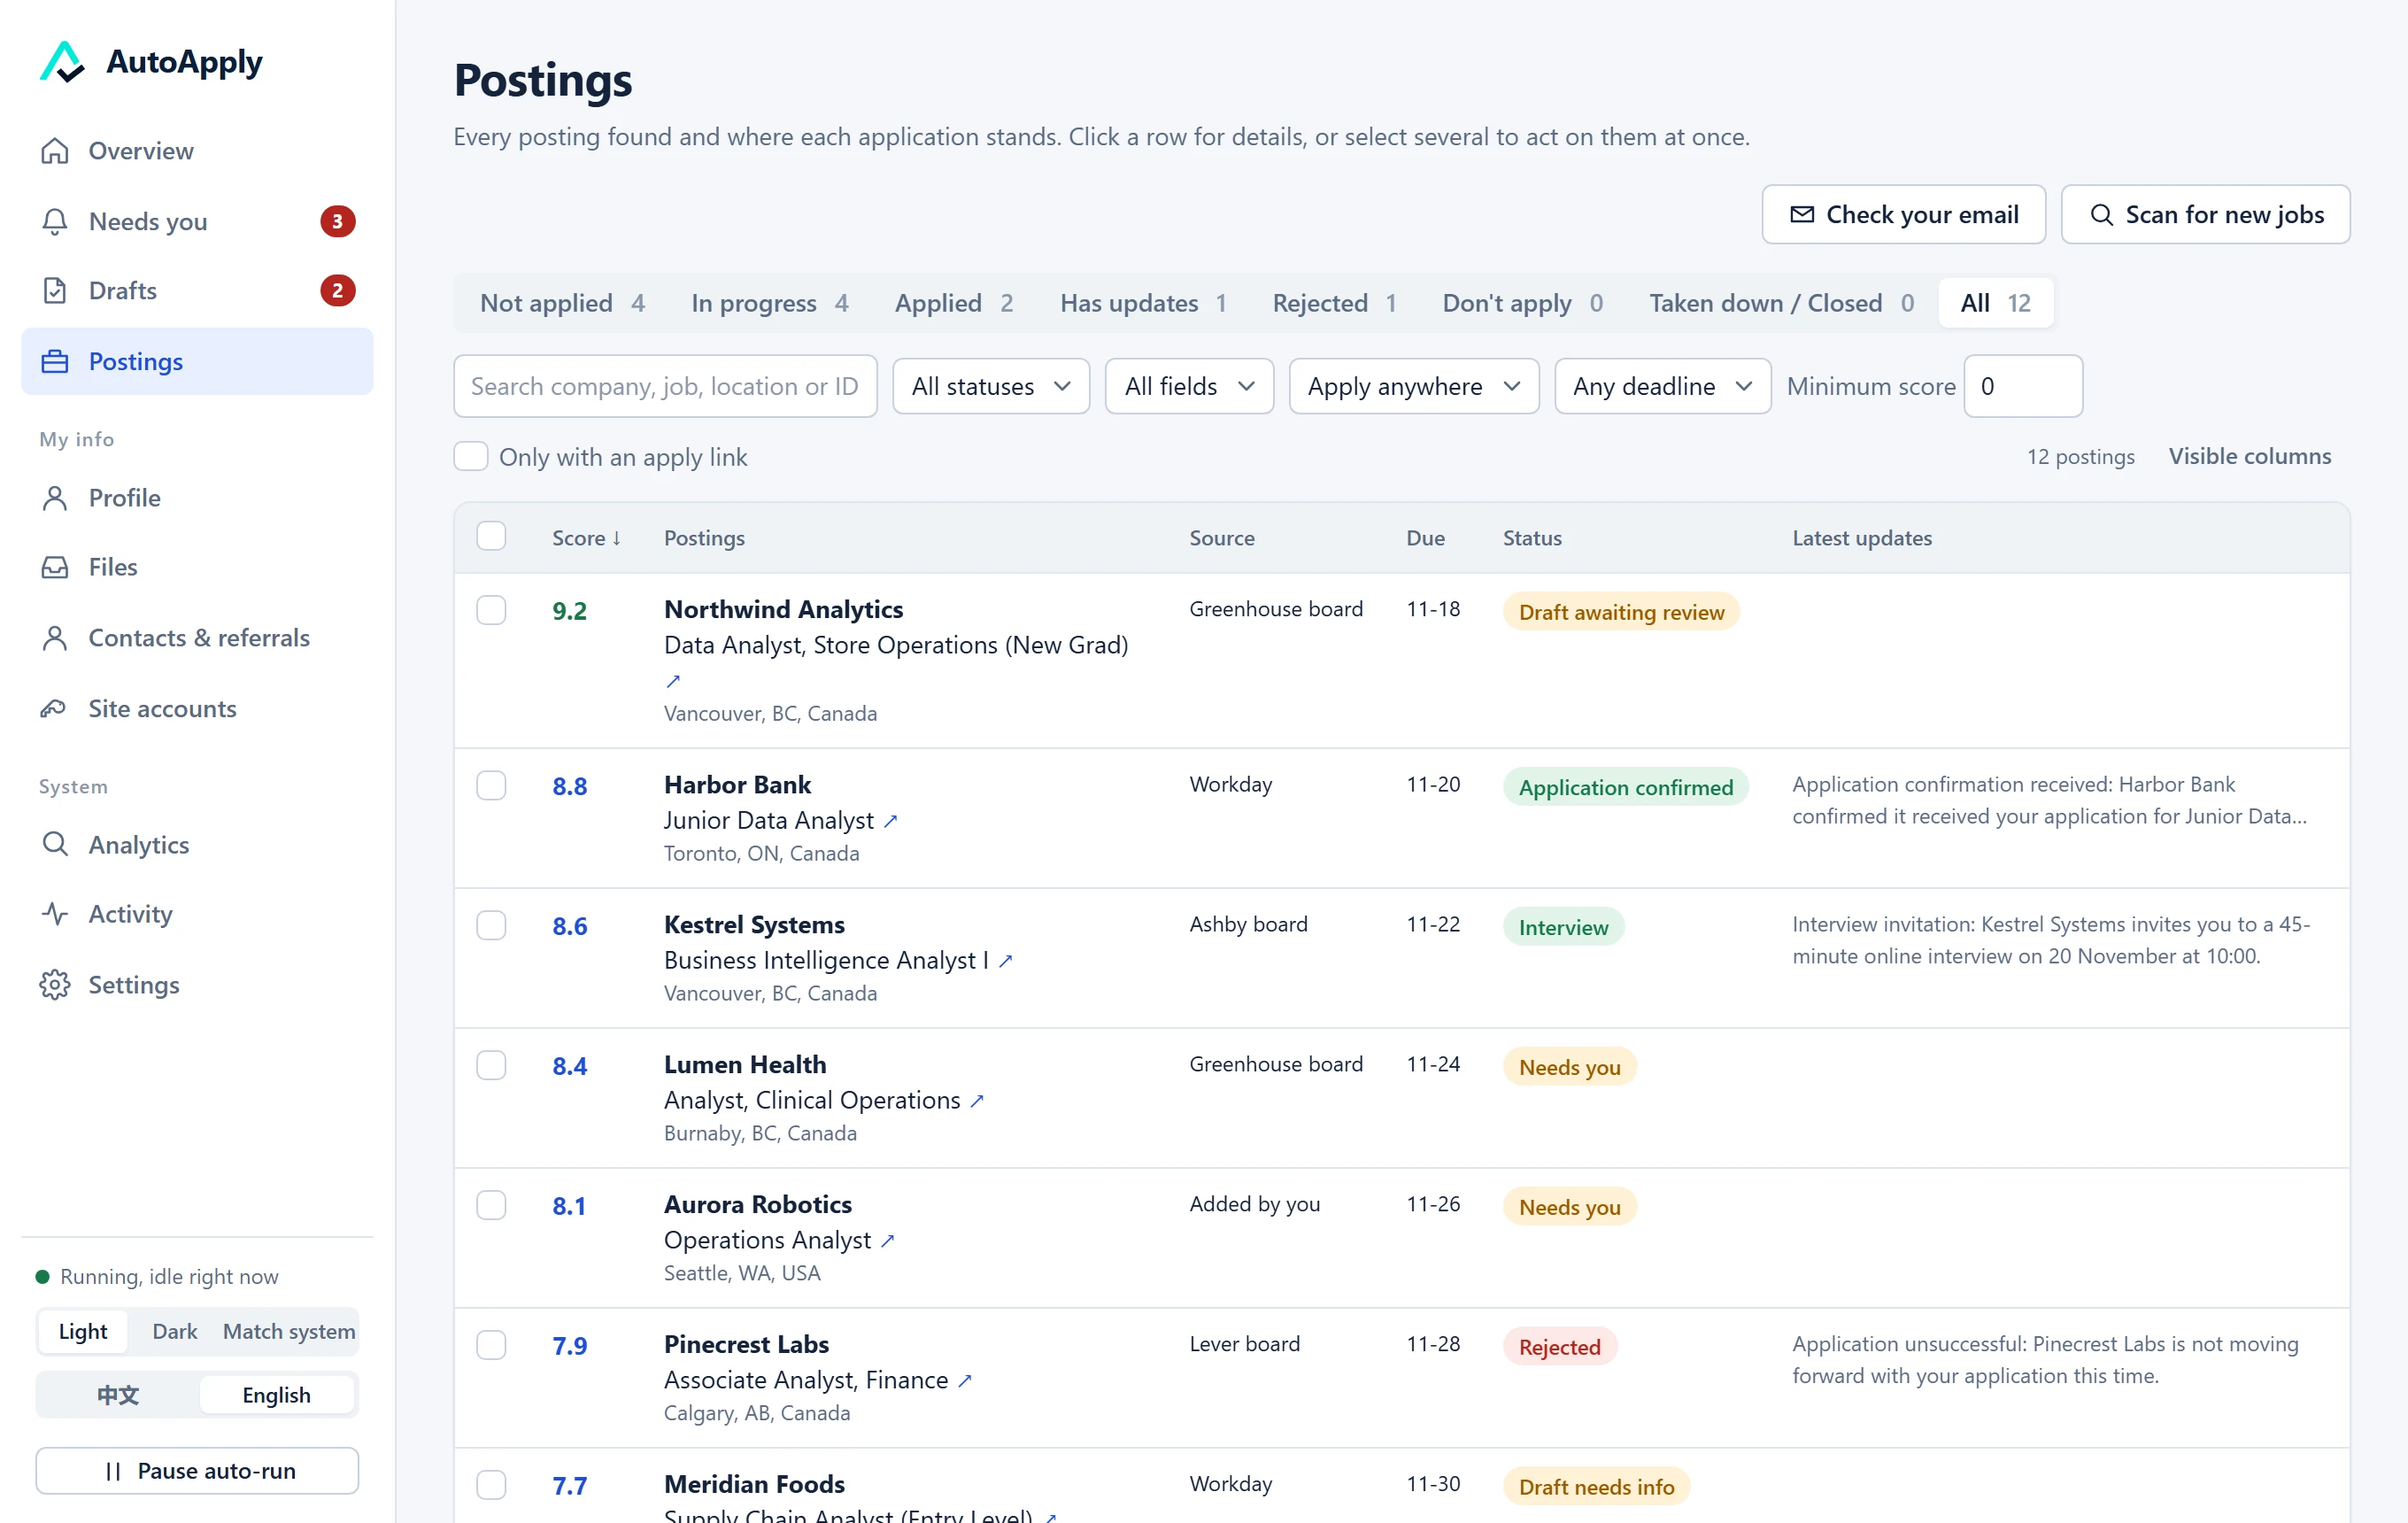 AutoApply
Overview
Needs you 3
Drafts 2
Postings
My info
Profile
Files
Contacts & referrals
Site accounts
System
Analytics
Activity
Settings
Running, idle right now
Light Dark Match system
中文 English
Pause auto-run
Postings
Every posting found and where each application stands. Click a row for details, or select several to act on them at once.
Check your email Scan for new jobs
Not applied 4 In progress 4 Applied 2 Has updates 1 Rejected 1 Don't apply 0 Taken down / Closed 0 All 12
Search company, job, location or ID All statuses All fields Apply anywhere Any deadline Minimum score 0
Only with an apply link 12 postings Visible columns
Score ↓ Postings Source Due Status Latest updates
9.2 Northwind Analytics Greenhouse board 11-18 Draft awaiting review
Data Analyst, Store Operations (New Grad)
↗
Vancouver, BC, Canada
8.8 Harbor Bank Workday 11-20 Application confirmed Application confirmation received: Harbor Bank
Junior Data Analyst ↗ confirmed it received your application for Junior Data...
Toronto, ON, Canada
8.6 Kestrel Systems Ashby board 11-22 Interview Interview invitation: Kestrel Systems invites you to a 45-
Business Intelligence Analyst I ↗ minute online interview on 20 November at 10:00.
Vancouver, BC, Canada
8.4 Lumen Health Greenhouse board 11-24 Needs you
Analyst, Clinical Operations ↗
Burnaby, BC, Canada
8.1 Aurora Robotics Added by you 11-26 Needs you
Operations Analyst ↗
Seattle, WA, USA
7.9 Pinecrest Labs Lever board 11-28 Rejected Application unsuccessful: Pinecrest Labs is not moving
Associate Analyst, Finance ↗ forward with your application this time.
Calgary, AB, Canada
7.7 Meridian Foods Workday 11-30 Draft needs info
Supply Chain Analyst (Entry Level) ↗